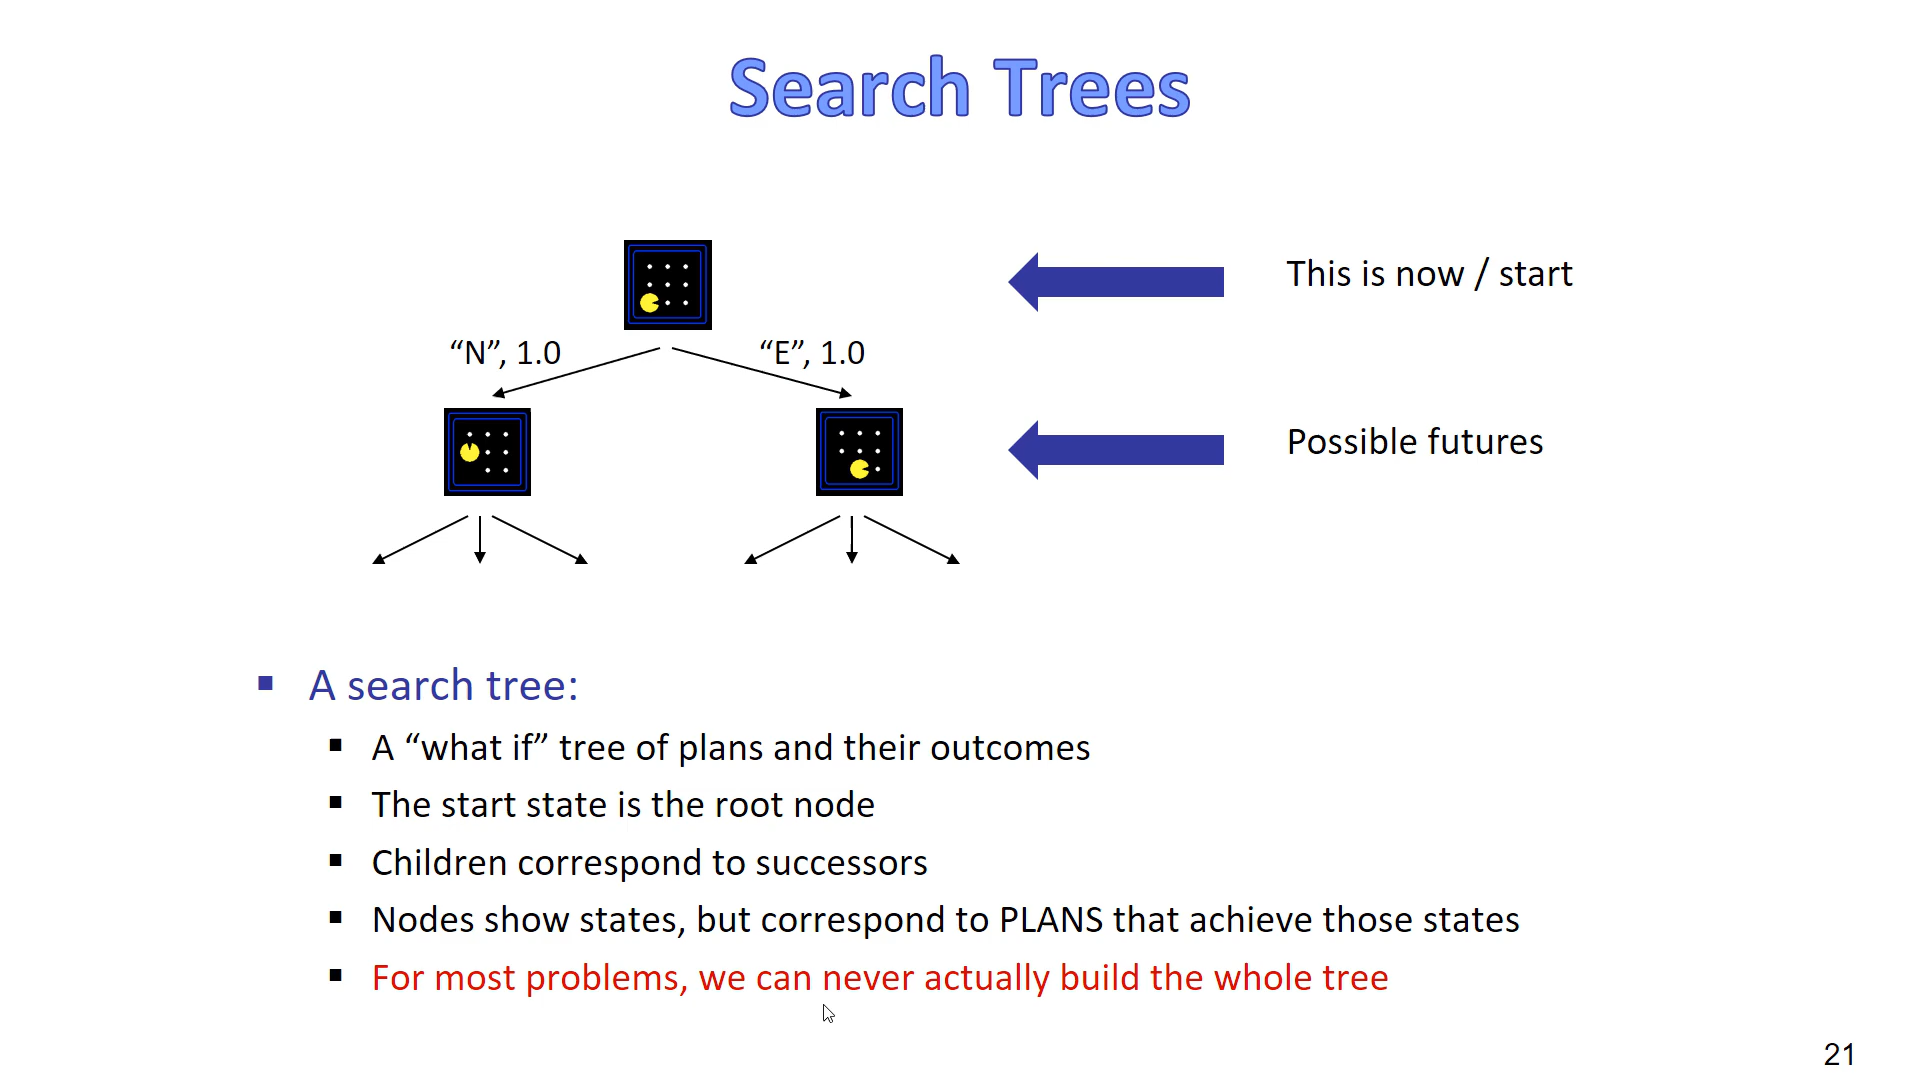 Search Trees
This is now / start
“N”, 1.0
“E”, 1.0
Possible futures
A search tree:
A “what if” tree of plans and their outcomes
The start state is the root node
Children correspond to successors
Nodes show states, but correspond to PLANS that achieve those states
For most problems, we can never actually build the whole tree
21